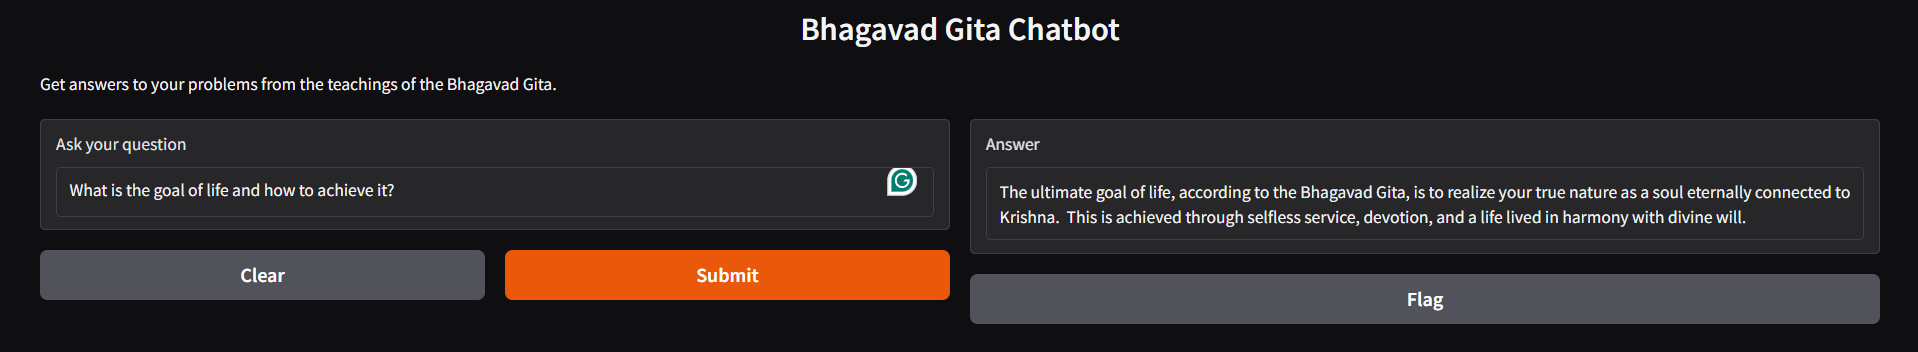 Bhagavad Gita Chatbot
Get answers to your problems from the teachings of the Bhagavad Gita.
Ask your question
What is the goal of life and how to achieve it?
Clear
Submit
Answer
The ultimate goal of life, according to the Bhagavad Gita, is to realize your true nature as a soul eternally connected to
Krishna.  This is achieved through selfless service, devotion, and a life lived in harmony with divine will.
Flag